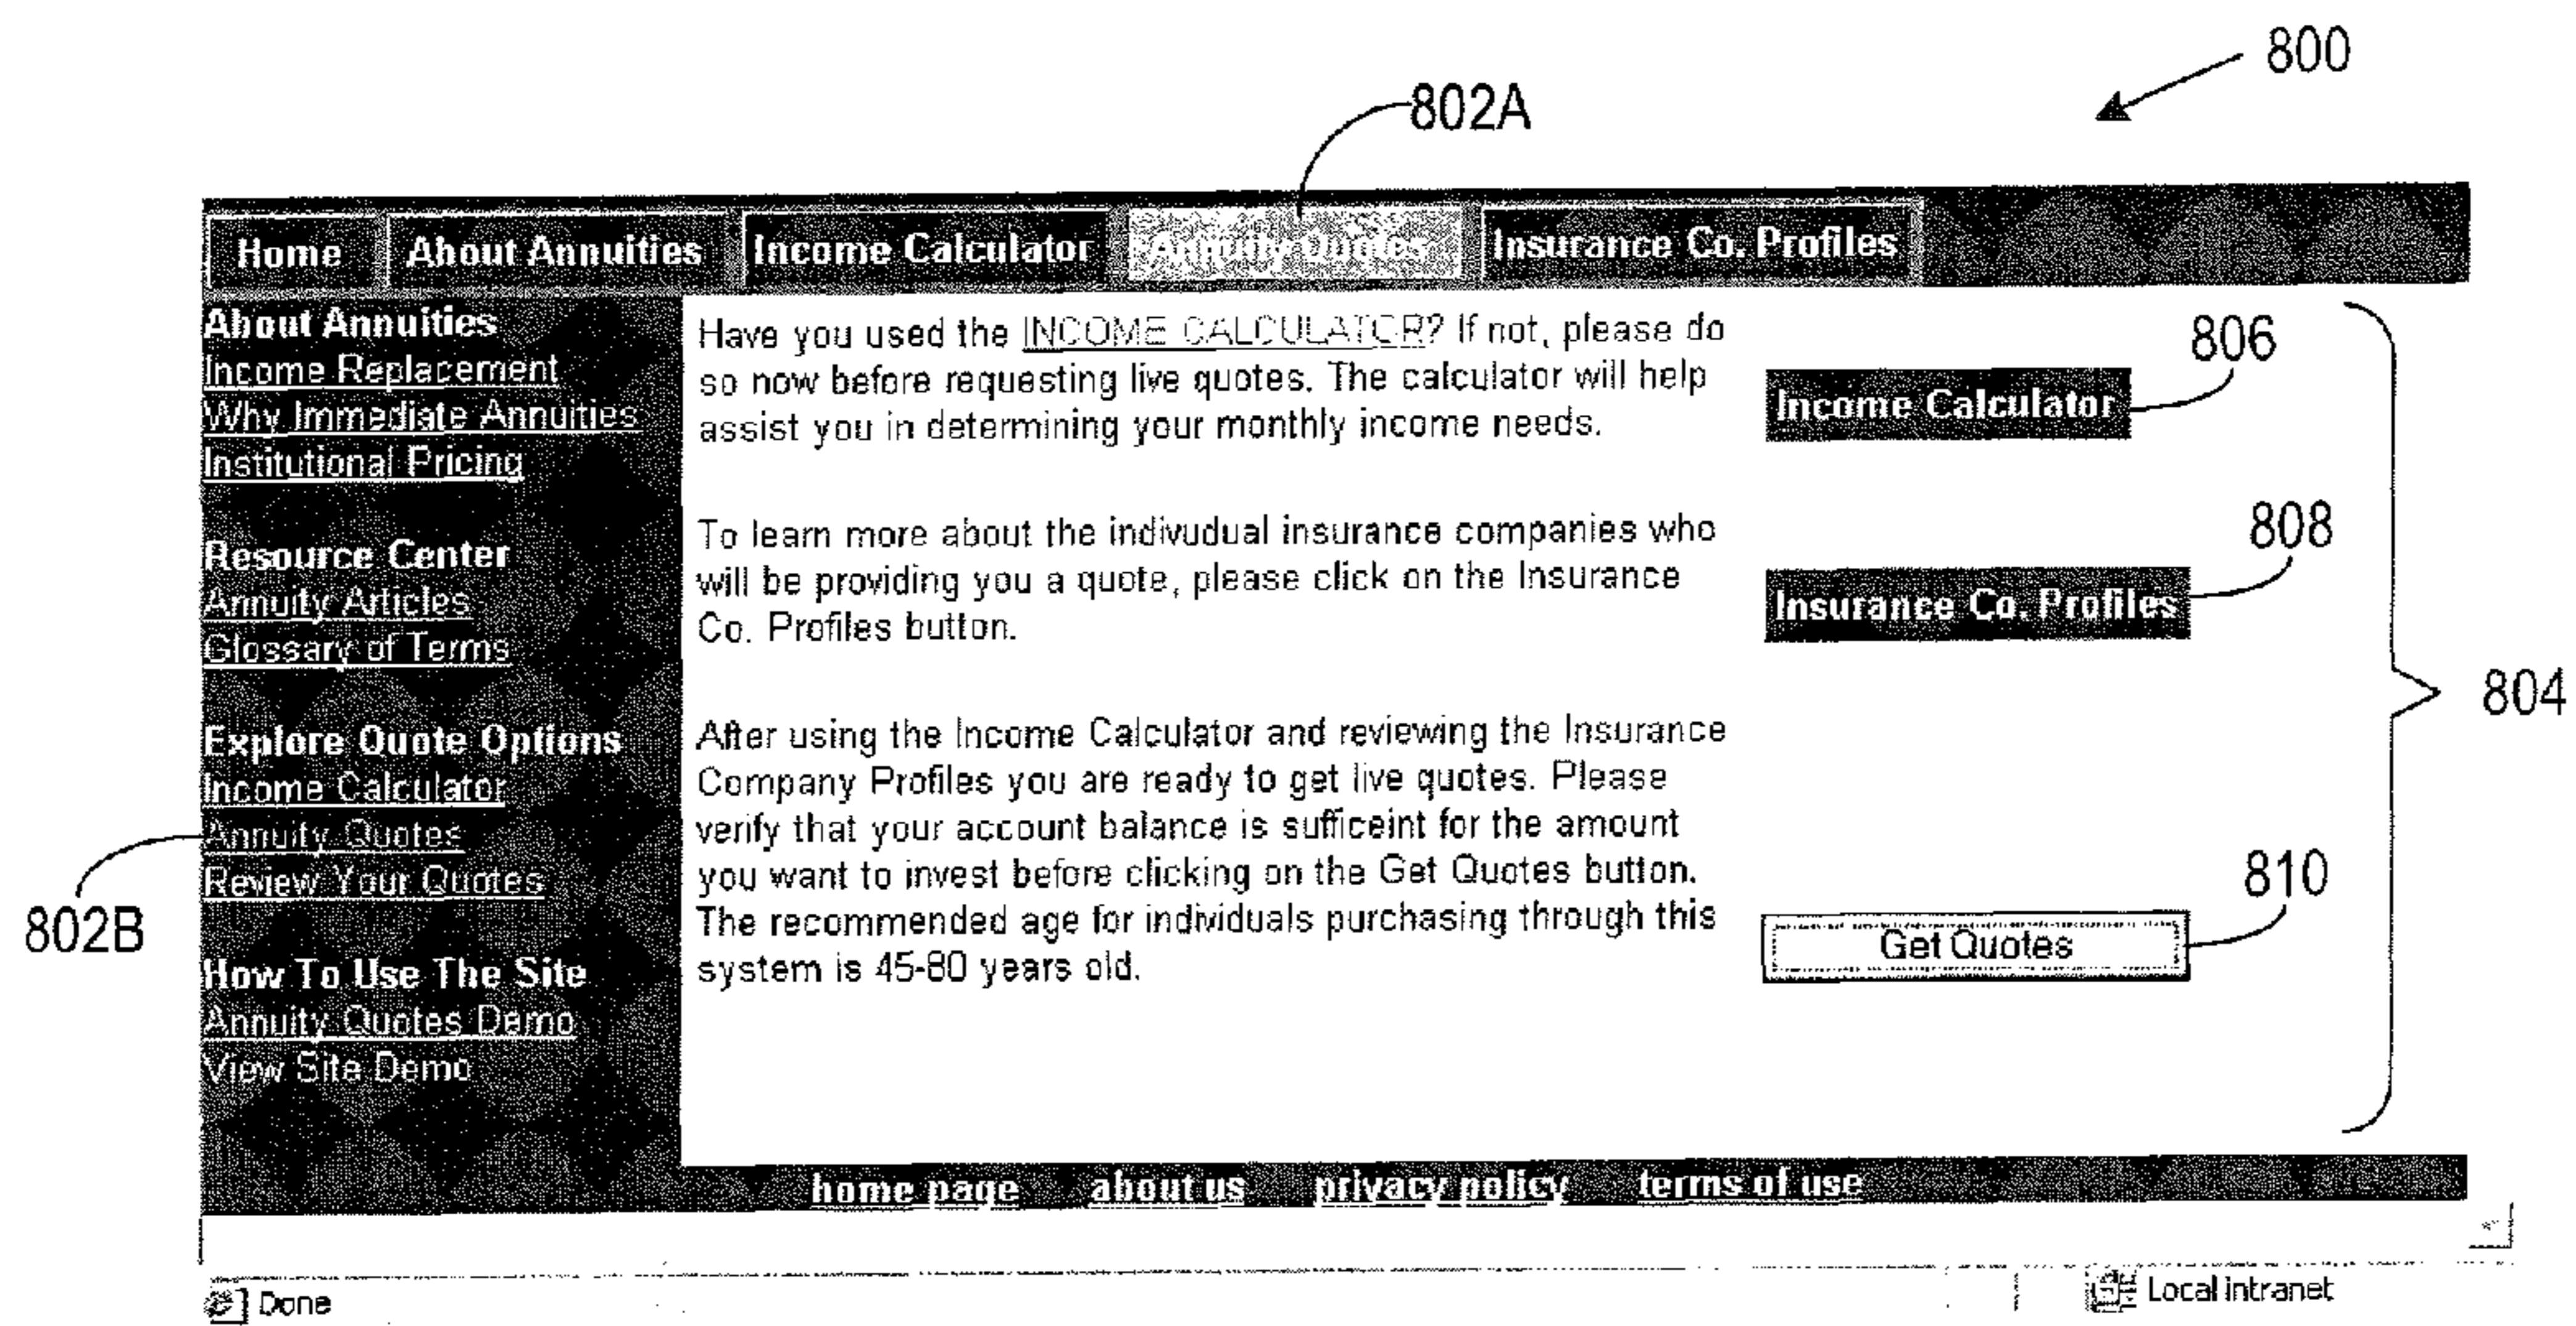 800
802A
Home About Annuities Income Calculator Annuity Quotes Insurance Co. Profiles
About Annuities
Income Replacement
Why Immediate Annuities
Institutional Pricing
Resource Center
Annuity Articles
Glossary of Terms
Explore Quote Options
Income Calculator
Annuity Quotes
Review Your Quotes
802B
How To Use The Site
Annuity Quotes Demo
View Site Demo
Have you used the INCOME CALCULATOR? If not, please do
so now before requesting live quotes. The calculator will help
assist you in determining your monthly income needs.
806
Income Calculator
To learn more about the indivudual insurance companies who
will be providing you a quote, please click on the Insurance
Co. Profiles button.
808
Insurance Co. Profiles
804
After using the Income Calculator and reviewing the Insurance
Company Profiles you are ready to get live quotes. Please
verify that your account balance is sufficeint for the amount
you want to invest before clicking on the Get Quotes button.
The recommended age for individuals purchasing through this
system is 45-80 years old.
810
Get Quotes
home page about us privacy policy terms of use
Done Local intranet